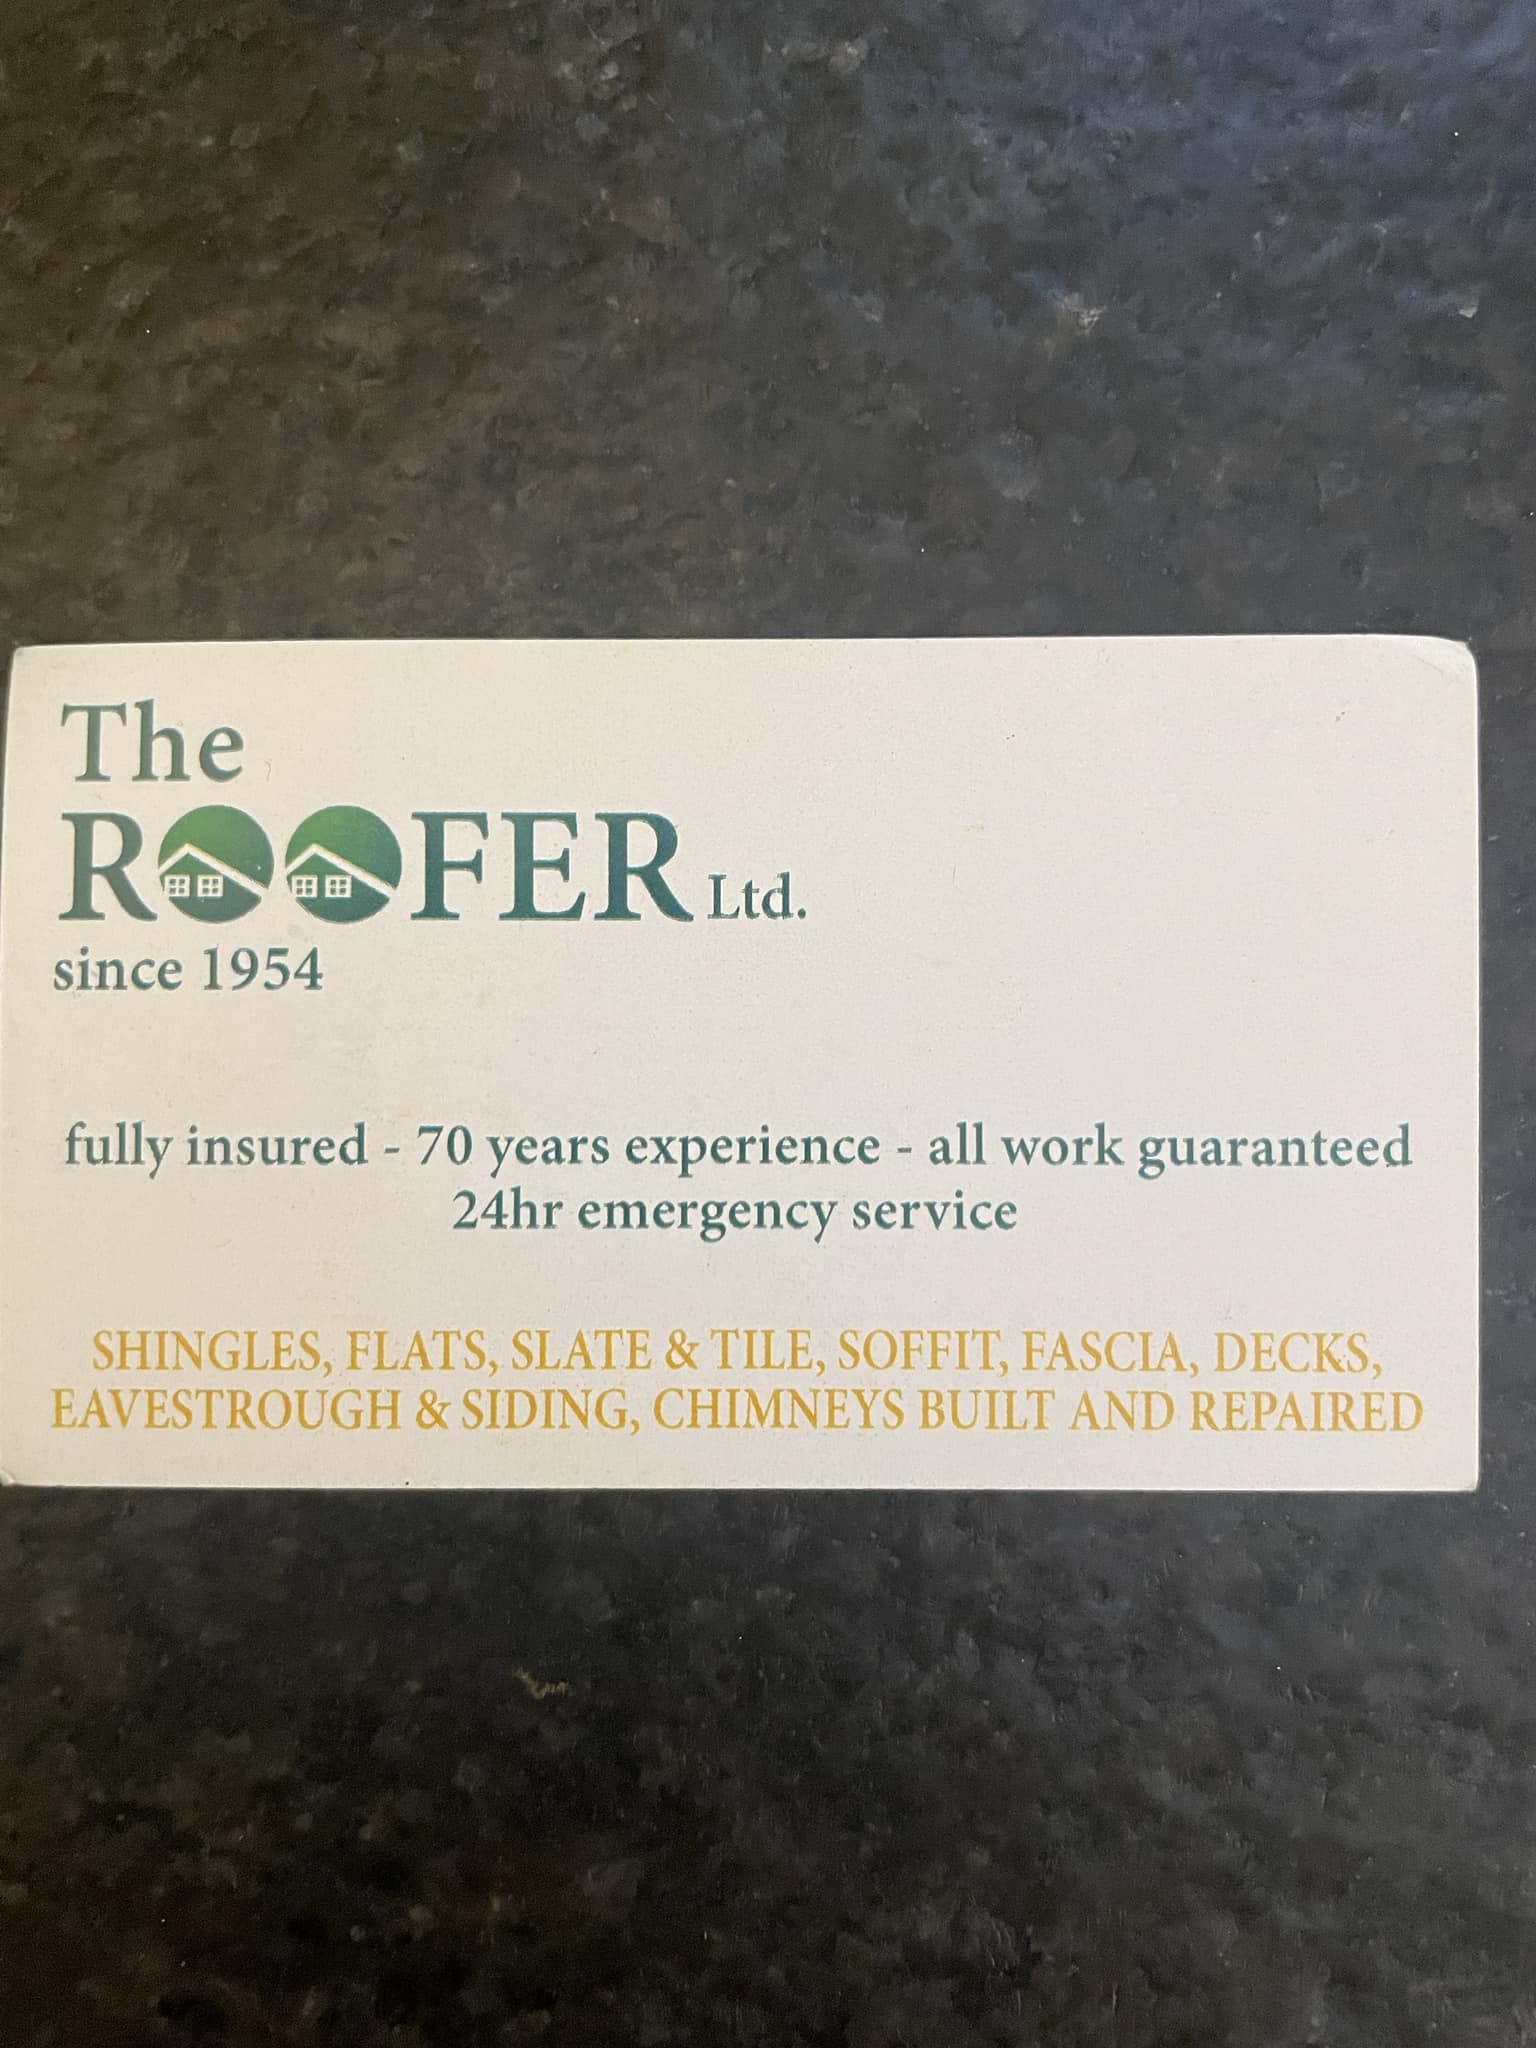 The
ROOFER Ltd.
since 1954
fully insured - 70 years experience - all work guaranteed
24hr emergency service
SHINGLES, FLATS, SLATE & TILE, SOFFIT, FASCIA, DECKS,
EAVESTROUGH & SIDING, CHIMNEYS BUILT AND REPAIRED